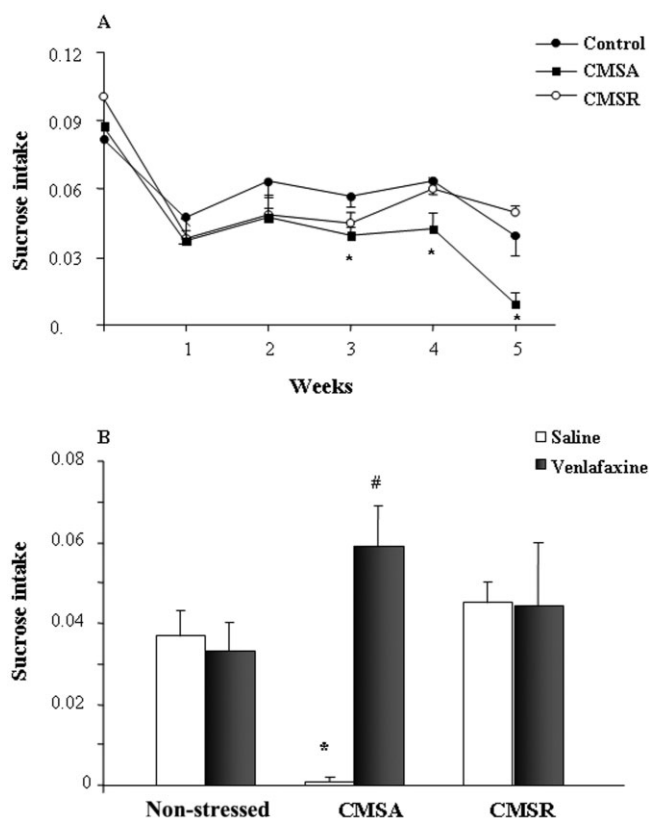 A
Control
CMSA
CMSR
0.12
0.09
0.06
0.03
0.
Sucrose intake
* * *
1 2 3 4 5
Weeks
B
Saline
Venlafaxine
0.08
0.06
0.04
0.02
0
Sucrose intake
#
*
Non-stressed CMSA CMSR